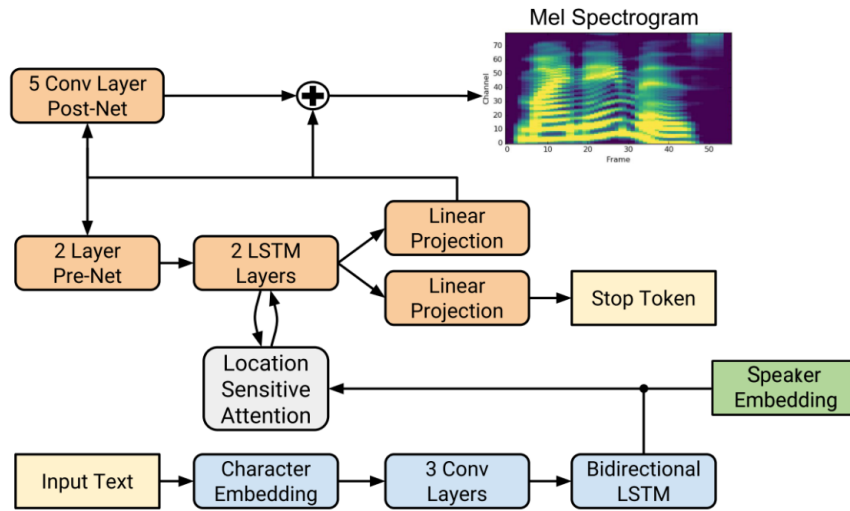 Mel Spectrogram
5 Conv Layer
Post-Net
70
60
50
40
30
20
10
0
Channel
0
10
20
30
40
50
Frame
2 Layer
Pre-Net
2 LSTM
Layers
Linear
Projection
Linear
Projection
Stop Token
Location
Sensitive
Attention
Speaker
Embedding
Input Text
Character
Embedding
3 Conv
Layers
Bidirectional
LSTM